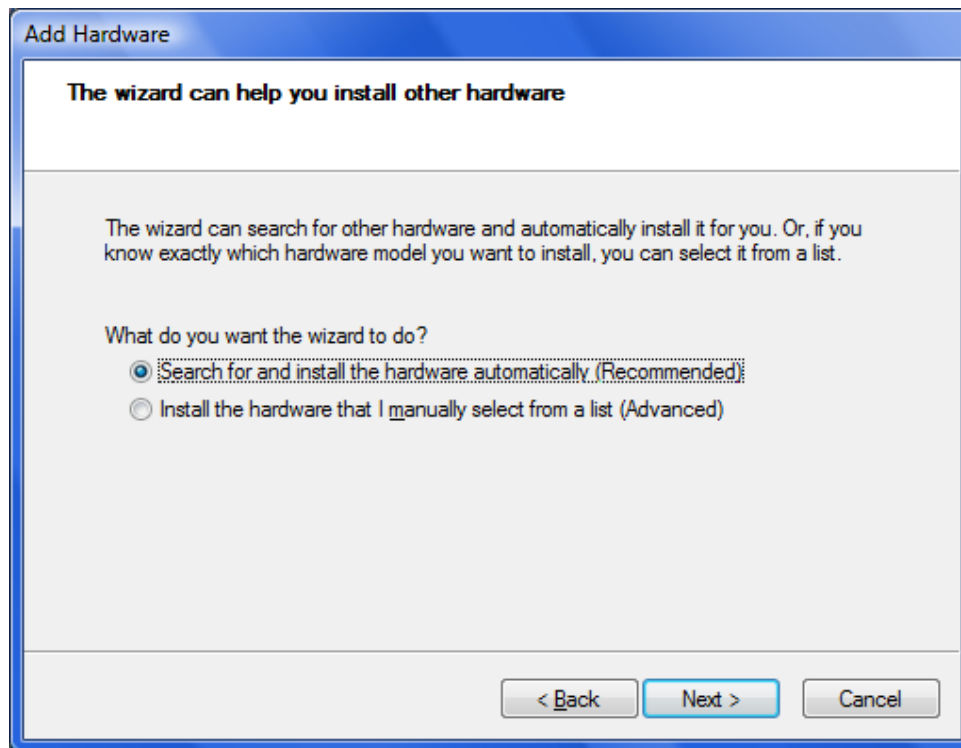 Add Hardware
The wizard can help you install other hardware
The wizard can search for other hardware and automatically install it for you. Or, if you
know exactly which hardware model you want to install, you can select it from a list.
What do you want the wizard to do?
Search for and install the hardware automatically (Recommended)
Install the hardware that I manually select from a list (Advanced)
< Back Next > Cancel